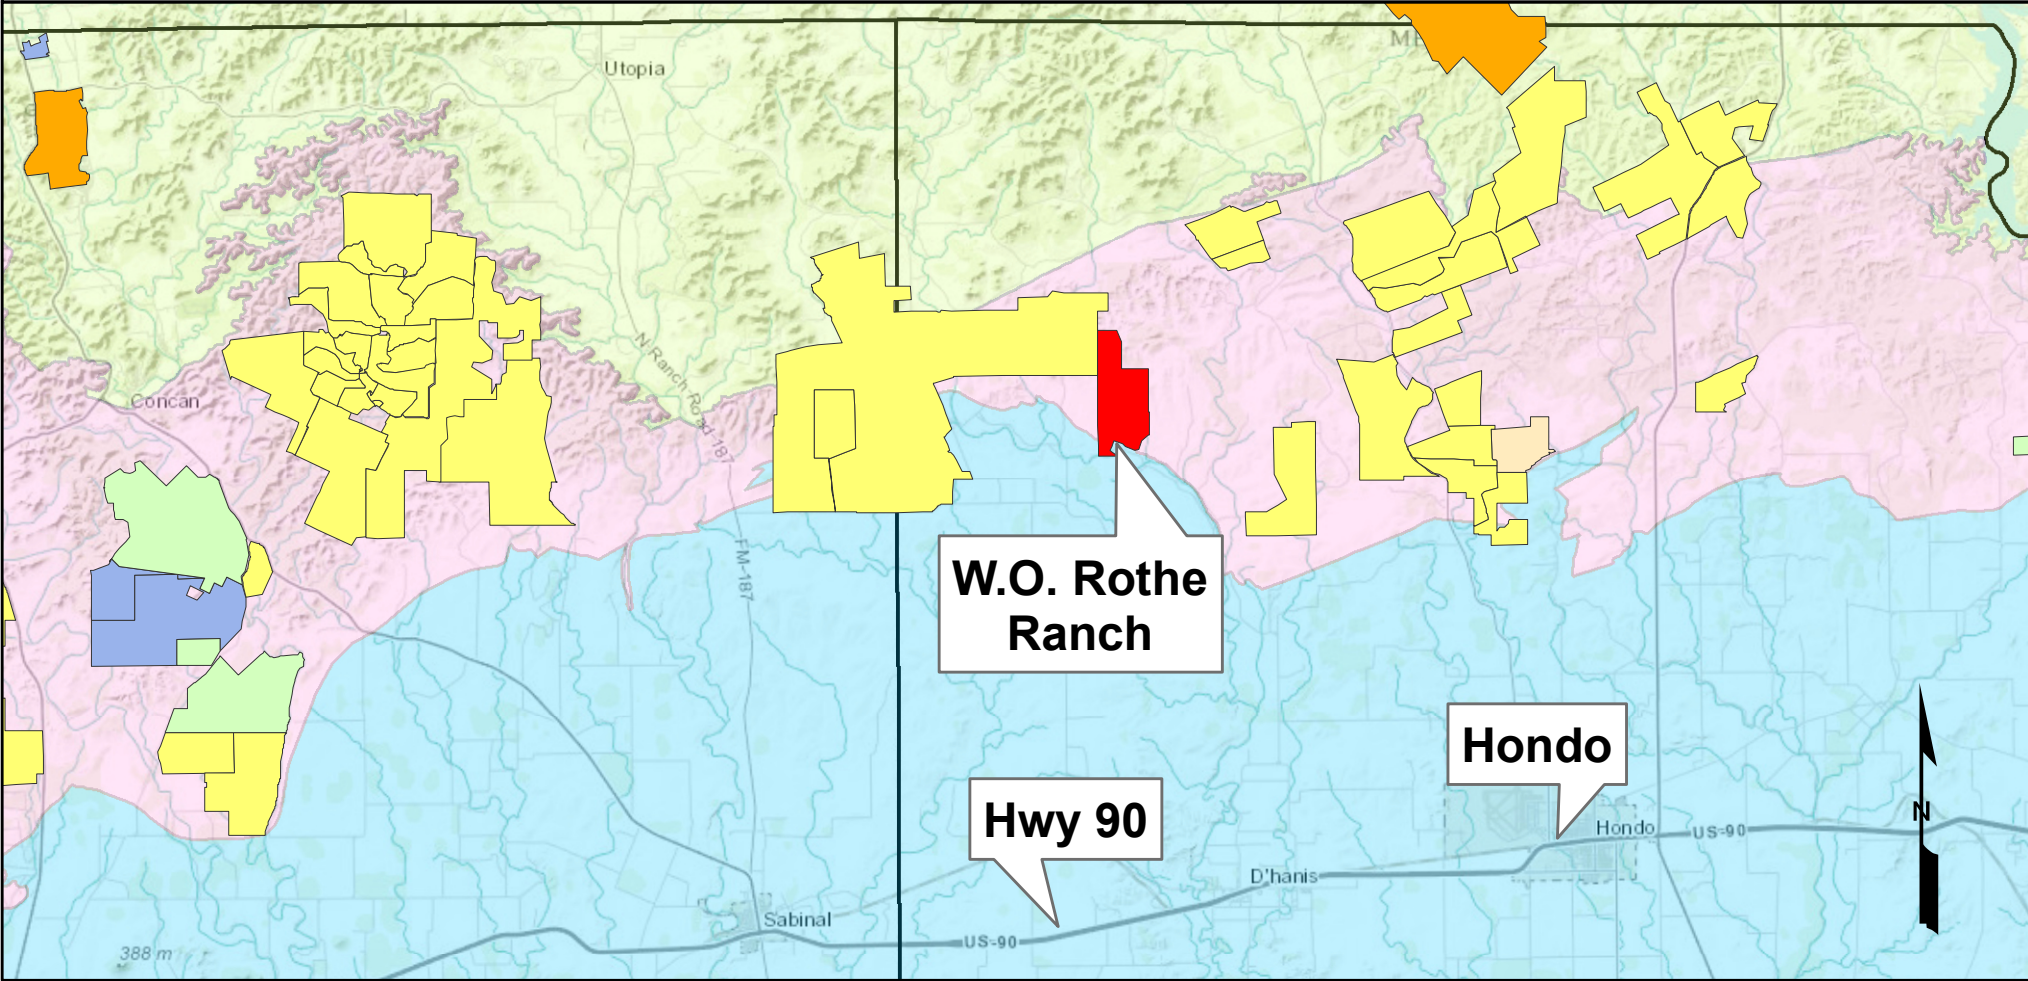 ME
Utopia
N-Ranch-Road-187
Concan
FM-187
W.O. Rothe
Ranch
Hondo
Hwy 90
N
Hondo
US-90
D'hanis
Sabinal
US-90
388 m